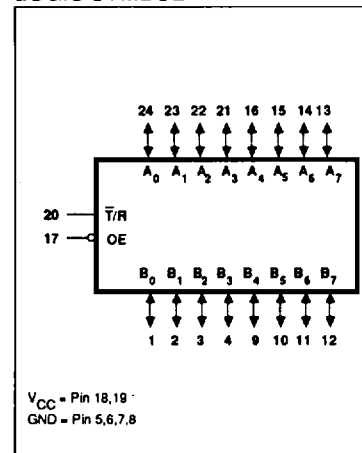 24 23 22 21 16 15 14 13
A0 A1 A2 A3 A4 A5 A6 A7
20 T̅/R
17 OE
B0 B1 B2 B3 B4 B5 B6 B7
1 2 3 4 9 10 11 12
VCC = Pin 18,19
GND = Pin 5,6,7,8